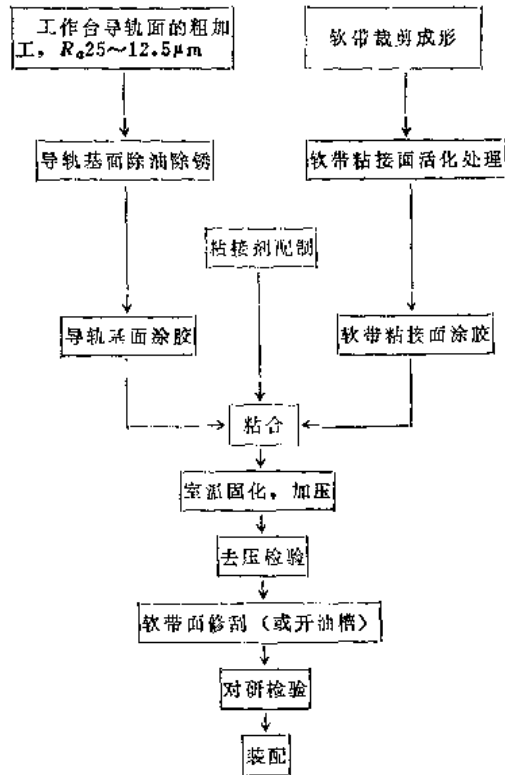 工作台导轨面的粗加
工，Ra25～12.5μm
软带裁剪成形
导轨基面除油除锈
软带粘接面活化处理
粘接剂配制
导轨基面涂胶
软带粘接面涂胶
粘合
室温固化，加压
去压检验
软带面修刮（或开油槽）
对研检验
装配